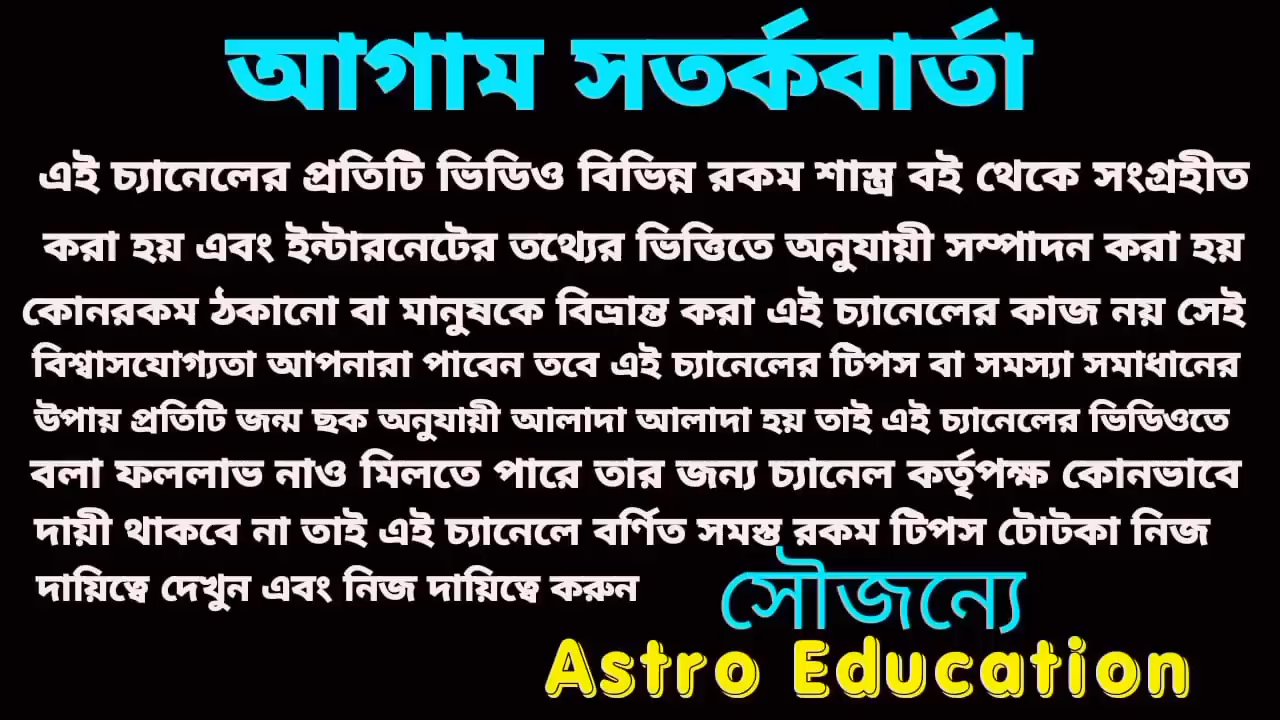 আগাম সতর্কবার্তা
এই চ্যানেলের প্রতিটি ভিডিও বিভিন্ন রকম শাস্ত্র বই থেকে সংগ্রহীত
করা হয় এবং ইন্টারনেটের তথ্যের ভিত্তিতে অনুযায়ী সম্পাদন করা হয়
কোনরকম ঠকানো বা মানুষকে বিভ্রান্ত করা এই চ্যানেলের কাজ নয় সেই
বিশ্বাসযোগ্যতা আপনারা পাবেন তবে এই চ্যানেলের টিপস বা সমস্যা সমাধানের
উপায় প্রতিটি জন্ম ছক অনুযায়ী আলাদা আলাদা হয় তাই এই চ্যানেলের ভিডিওতে
বলা ফললাভ নাও মিলতে পারে তার জন্য চ্যানেল কর্তৃপক্ষ কোনভাবে
দায়ী থাকবে না তাই এই চ্যানেলে বর্ণিত সমস্ত রকম টিপস টোটকা নিজ
দায়িত্বে দেখুন এবং নিজ দায়িত্বে করুন
সৌজন্যে
Astro Education